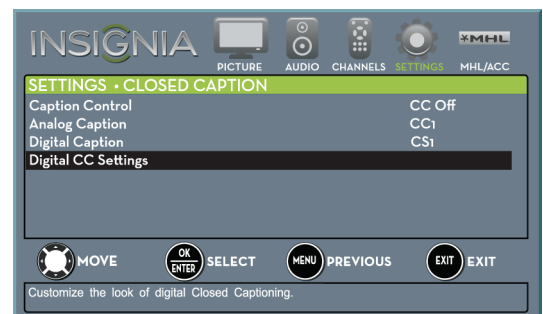 INSIGNIA
PICTURE AUDIO CHANNELS SETTINGS MHL/ACC
MHL
SETTINGS • CLOSED CAPTION
Caption Control CC Off
Analog Caption CC1
Digital Caption CS1
Digital CC Settings
MOVE OK ENTER SELECT MENU PREVIOUS EXIT EXIT
Customize the look of digital Closed Captioning.